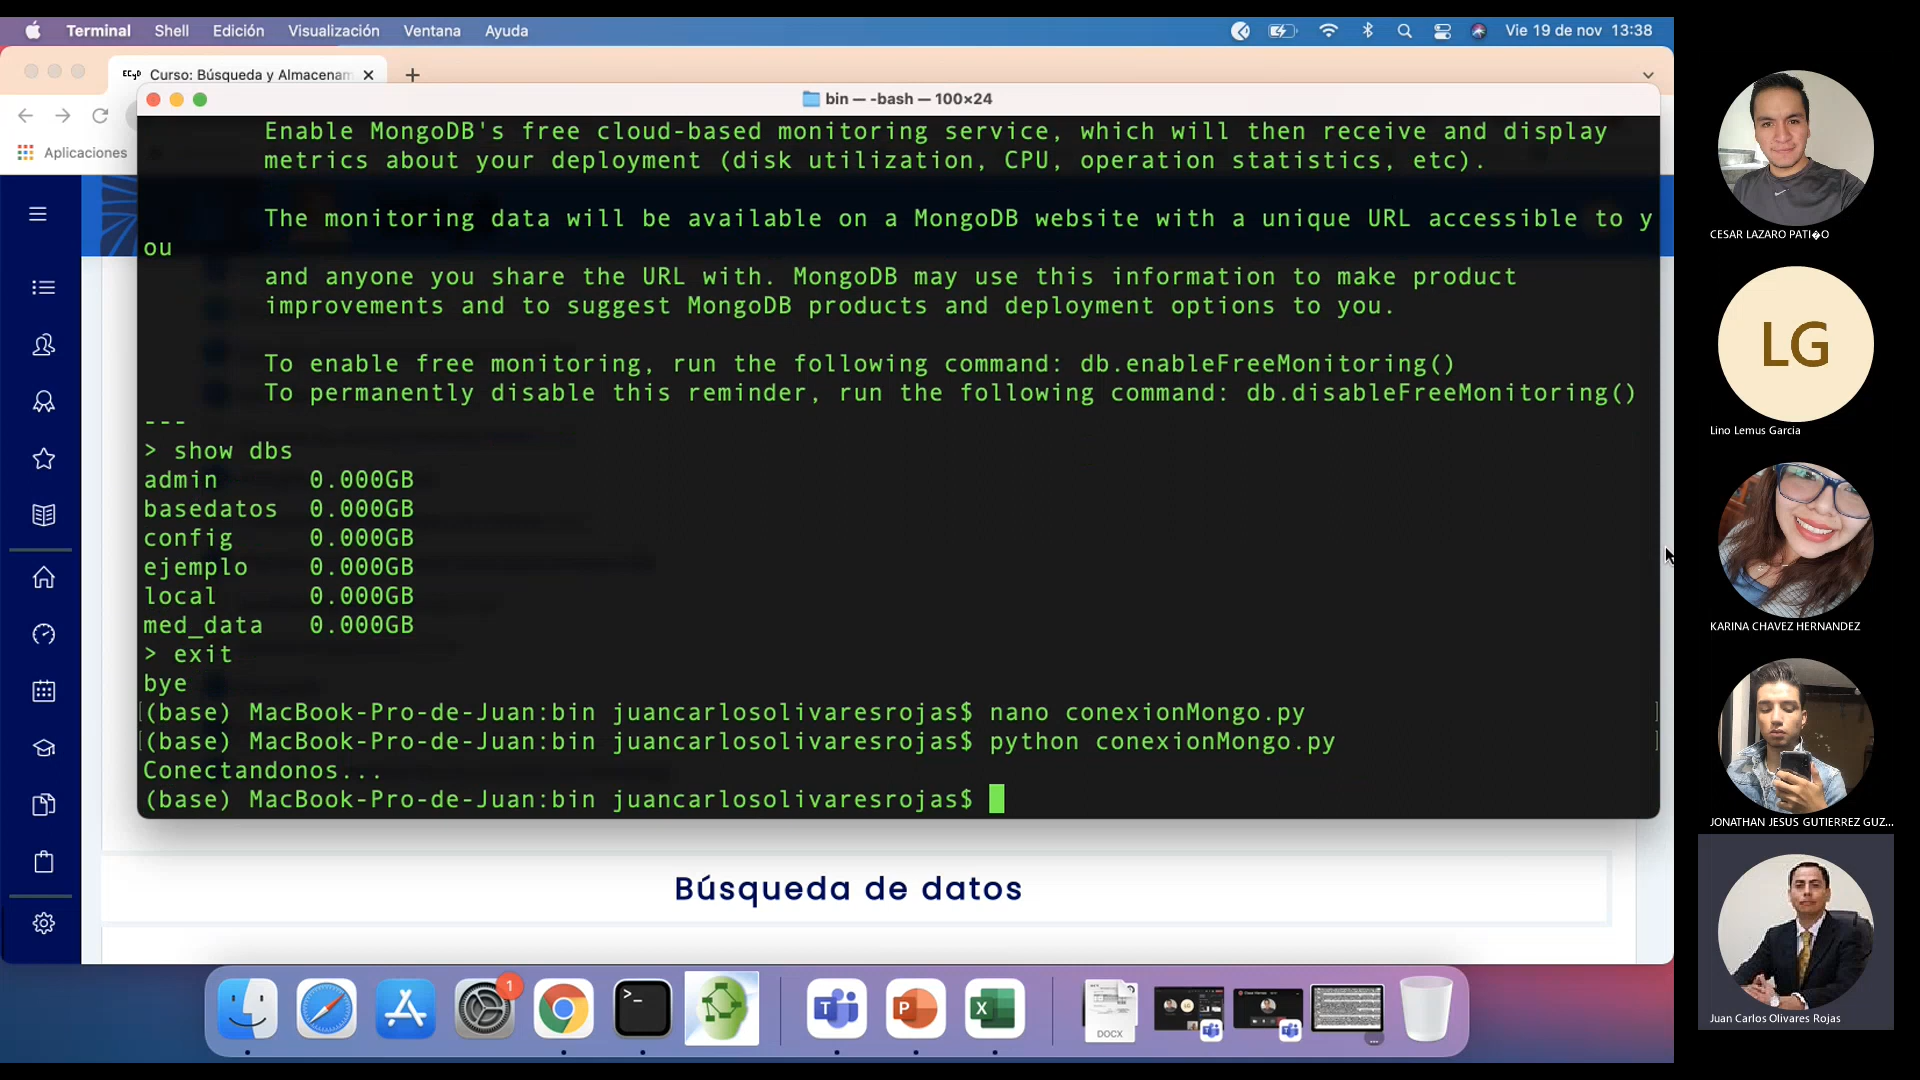 Terminal Shell Edición Visualización Ventana Ayuda Vie 19 de nov 13:38
ECyD Curso: Búsqueda y Almacenam
Aplicaciones
bin — -bash — 100×24
Enable MongoDB's free cloud-based monitoring service, which will then receive and display
metrics about your deployment (disk utilization, CPU, operation statistics, etc).
The monitoring data will be available on a MongoDB website with a unique URL accessible to y
ou
and anyone you share the URL with. MongoDB may use this information to make product
improvements and to suggest MongoDB products and deployment options to you.
To enable free monitoring, run the following command: db.enableFreeMonitoring()
To permanently disable this reminder, run the following command: db.disableFreeMonitoring()
---
> show dbs
admin 0.000GB
basedatos 0.000GB
config 0.000GB
ejemplo 0.000GB
local 0.000GB
med_data 0.000GB
> exit
bye
[(base) MacBook-Pro-de-Juan:bin juancarlosolivaresrojas$ nano conexionMongo.py ]
[(base) MacBook-Pro-de-Juan:bin juancarlosolivaresrojas$ python conexionMongo.py ]
Conectandonos...
(base) MacBook-Pro-de-Juan:bin juancarlosolivaresrojas$
Búsqueda de datos
1
DOCX
CESAR LAZARO PATI�O
LG
Lino Lemus Garcia
KARINA CHAVEZ HERNANDEZ
JONATHAN JESUS GUTIERREZ GUZ...
Juan Carlos Olivares Rojas